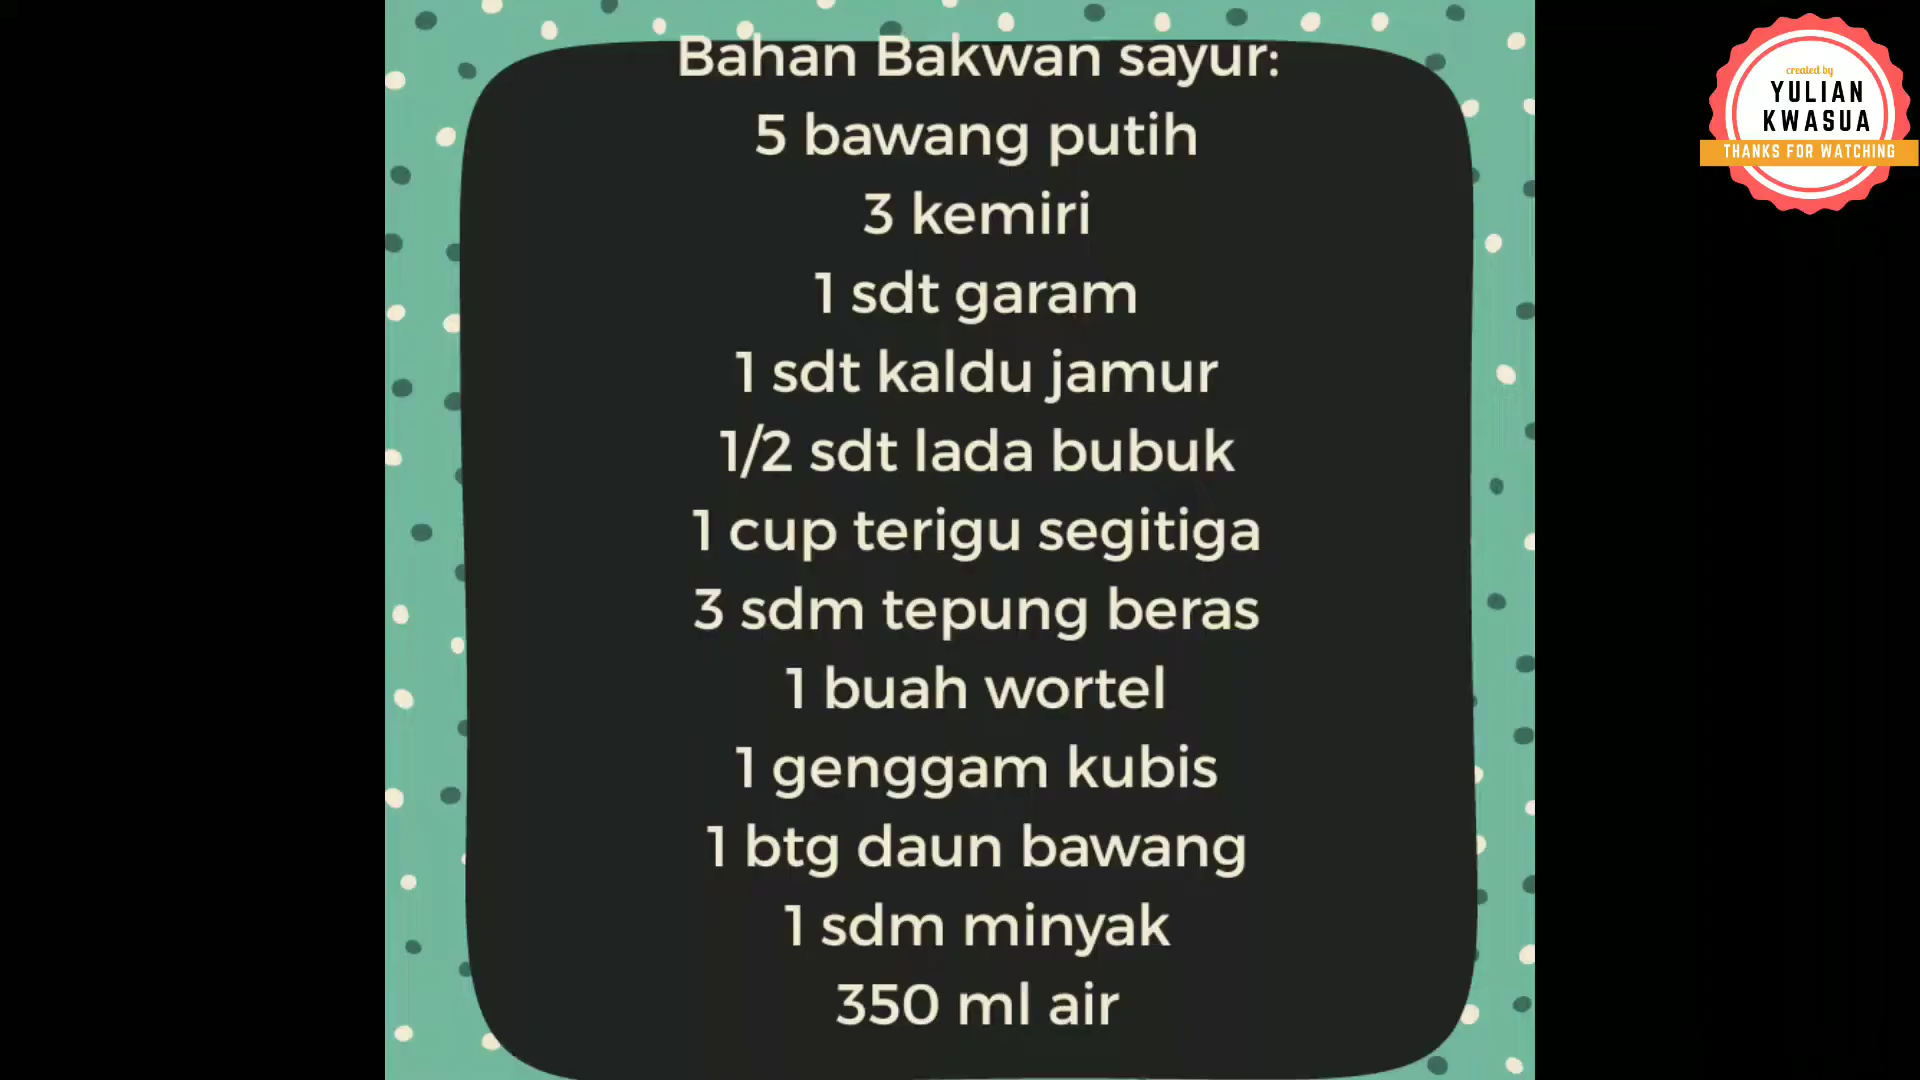 Bahan Bakwan sayur:
5 bawang putih
3 kemiri
1 sdt garam
1 sdt kaldu jamur
1/2 sdt lada bubuk
1 cup terigu segitiga
3 sdm tepung beras
1 buah wortel
1 genggam kubis
1 btg daun bawang
1 sdm minyak
350 ml air
created by
YULIAN
KWASUA
THANKS FOR WATCHING